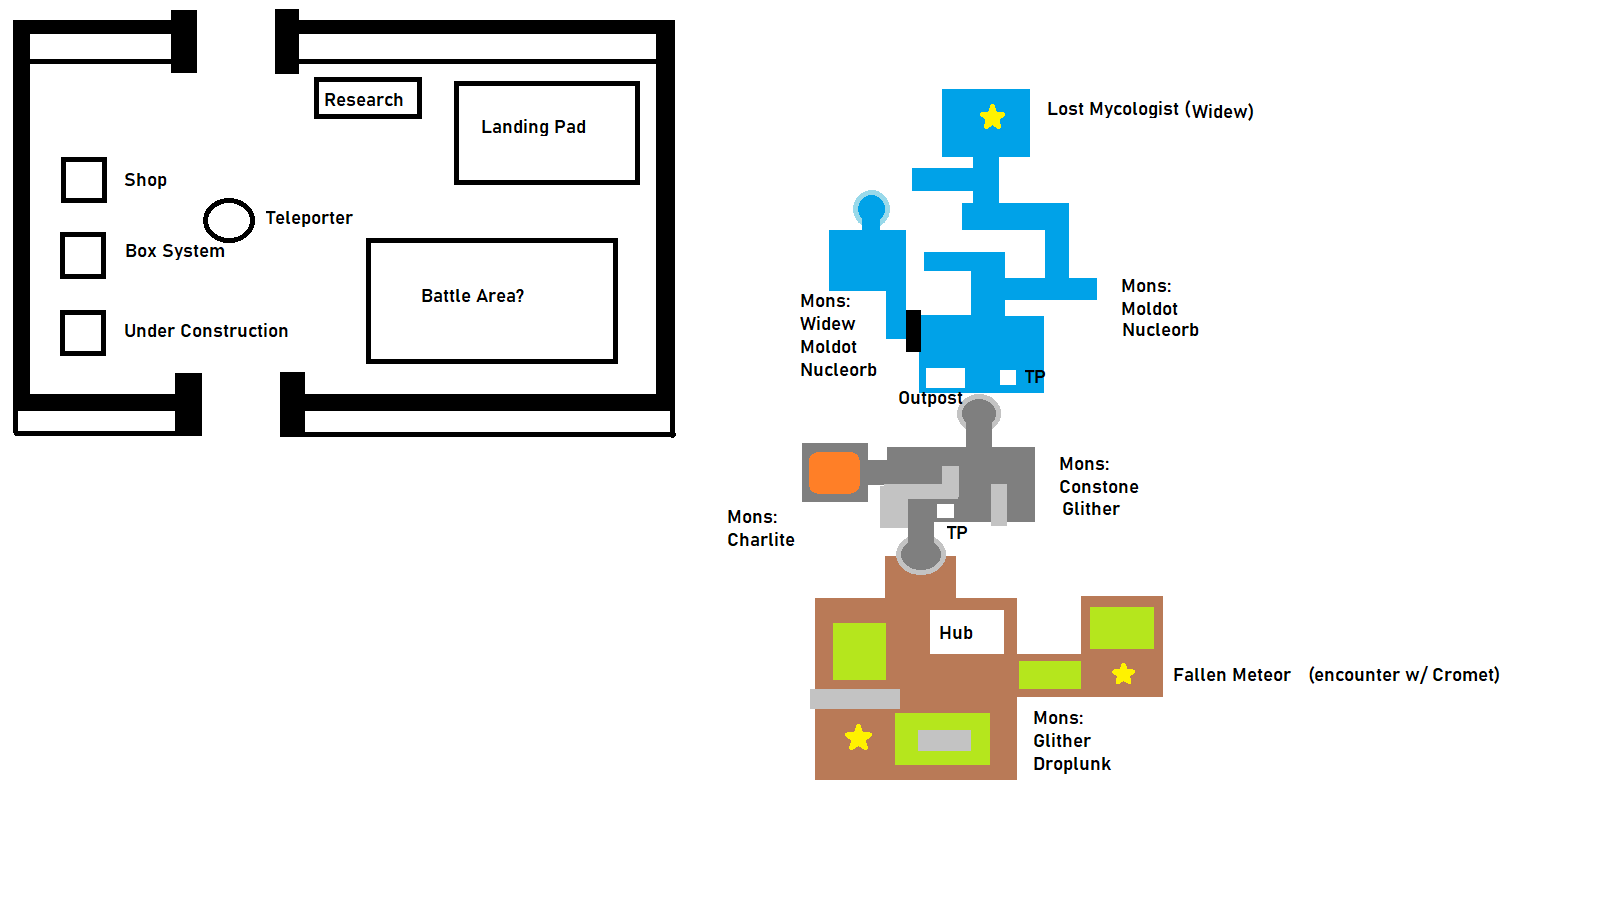 Research
Landing Pad
Shop
Teleporter
Box System
Battle Area?
Under Construction
Lost Mycologist (Widew)
Mons:
Widew
Moldot
Nucleorb
Mons:
Moldot
Nucleorb
TP
Outpost
Mons:
Constone
Glither
Mons:
Charlite
TP
Hub
Fallen Meteor (encounter w/ Cromet)
Mons:
Glither
Droplunk